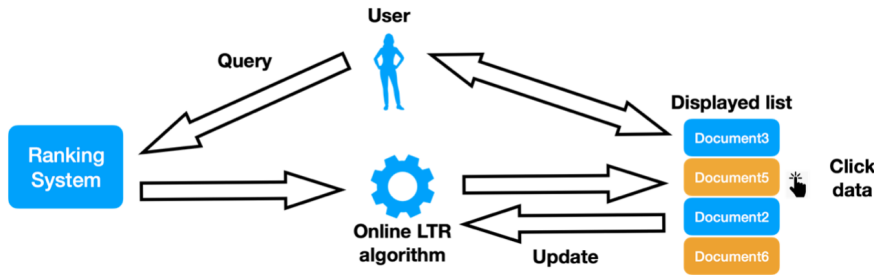 User
Query
Displayed list
Document3
Ranking
System
Document5
Click
data
Document2
Online LTR
algorithm
Update
Document6